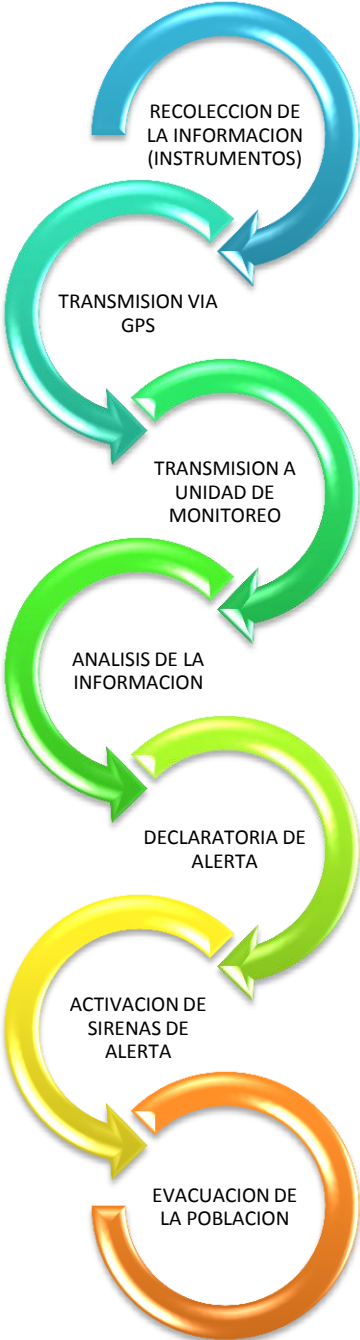 RECOLECCION DE
LA INFORMACION
(INSTRUMENTOS)
TRANSMISION VIA
GPS
TRANSMISION A
UNIDAD DE
MONITOREO
ANALISIS DE LA
INFORMACION
DECLARATORIA DE
ALERTA
ACTIVACION DE
SIRENAS DE
ALERTA
EVACUACION DE
LA POBLACION